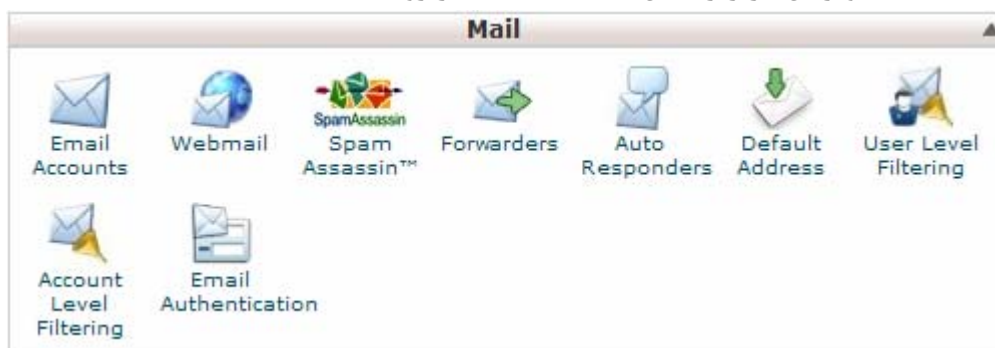 Mail
SpamAssassin
Email
Accounts
Webmail
Spam
Assassin™
Forwarders
Auto
Responders
Default
Address
User Level
Filtering
Account
Level
Filtering
Email
Authentication